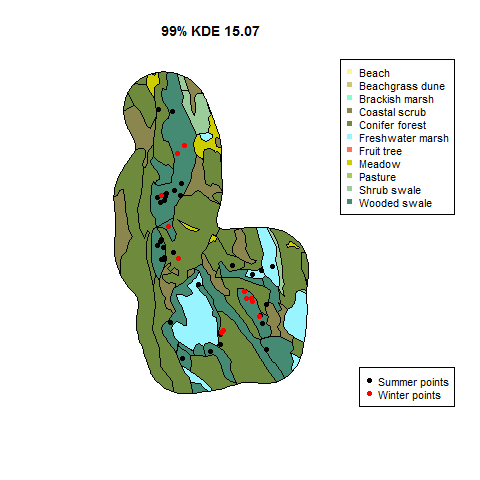 99% KDE 15.07
Beach
Beachgrass dune
Brackish marsh
Coastal scrub
Conifer forest
Freshwater marsh
Fruit tree
Meadow
Pasture
Shrub swale
Wooded swale
Summer points
Winter points